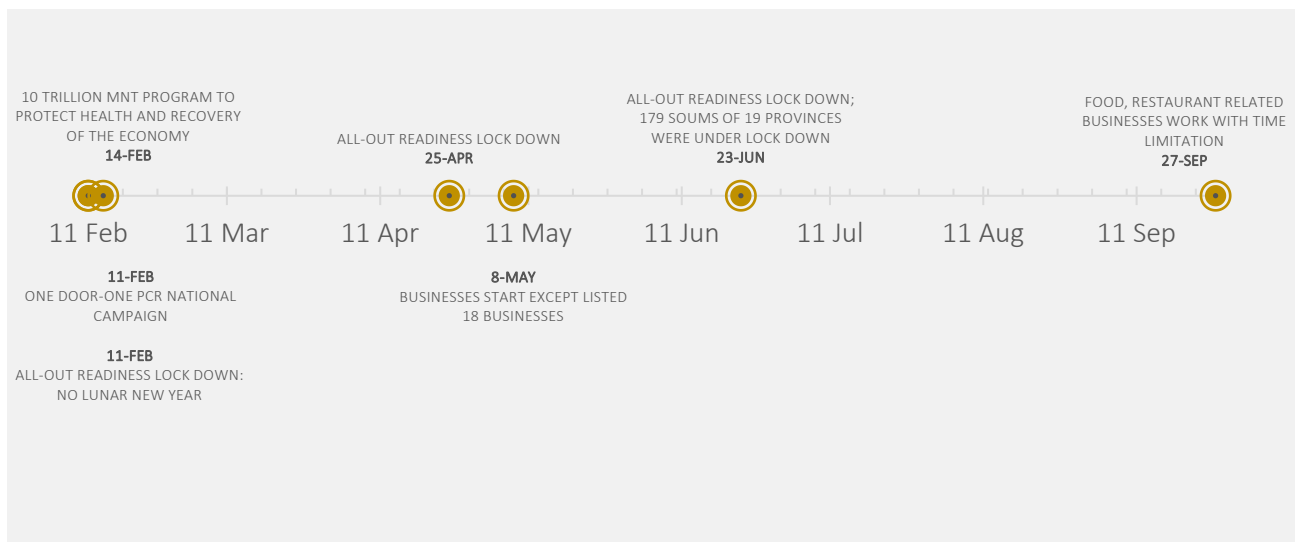 10 TRILLION MNT PROGRAM TO
PROTECT HEALTH AND RECOVERY
OF THE ECONOMY
14-FEB
ALL-OUT READINESS LOCK DOWN
25-APR
ALL-OUT READINESS LOCK DOWN;
179 SOUMS OF 19 PROVINCES
WERE UNDER LOCK DOWN
23-JUN
FOOD, RESTAURANT RELATED
BUSINESSES WORK WITH TIME
LIMITATION
27-SEP
11 Feb 11 Mar 11 Apr 11 May 11 Jun 11 Jul 11 Aug 11 Sep
11-FEB
ONE DOOR-ONE PCR NATIONAL
CAMPAIGN
11-FEB
ALL-OUT READINESS LOCK DOWN:
NO LUNAR NEW YEAR
8-MAY
BUSINESSES START EXCEPT LISTED
18 BUSINESSES